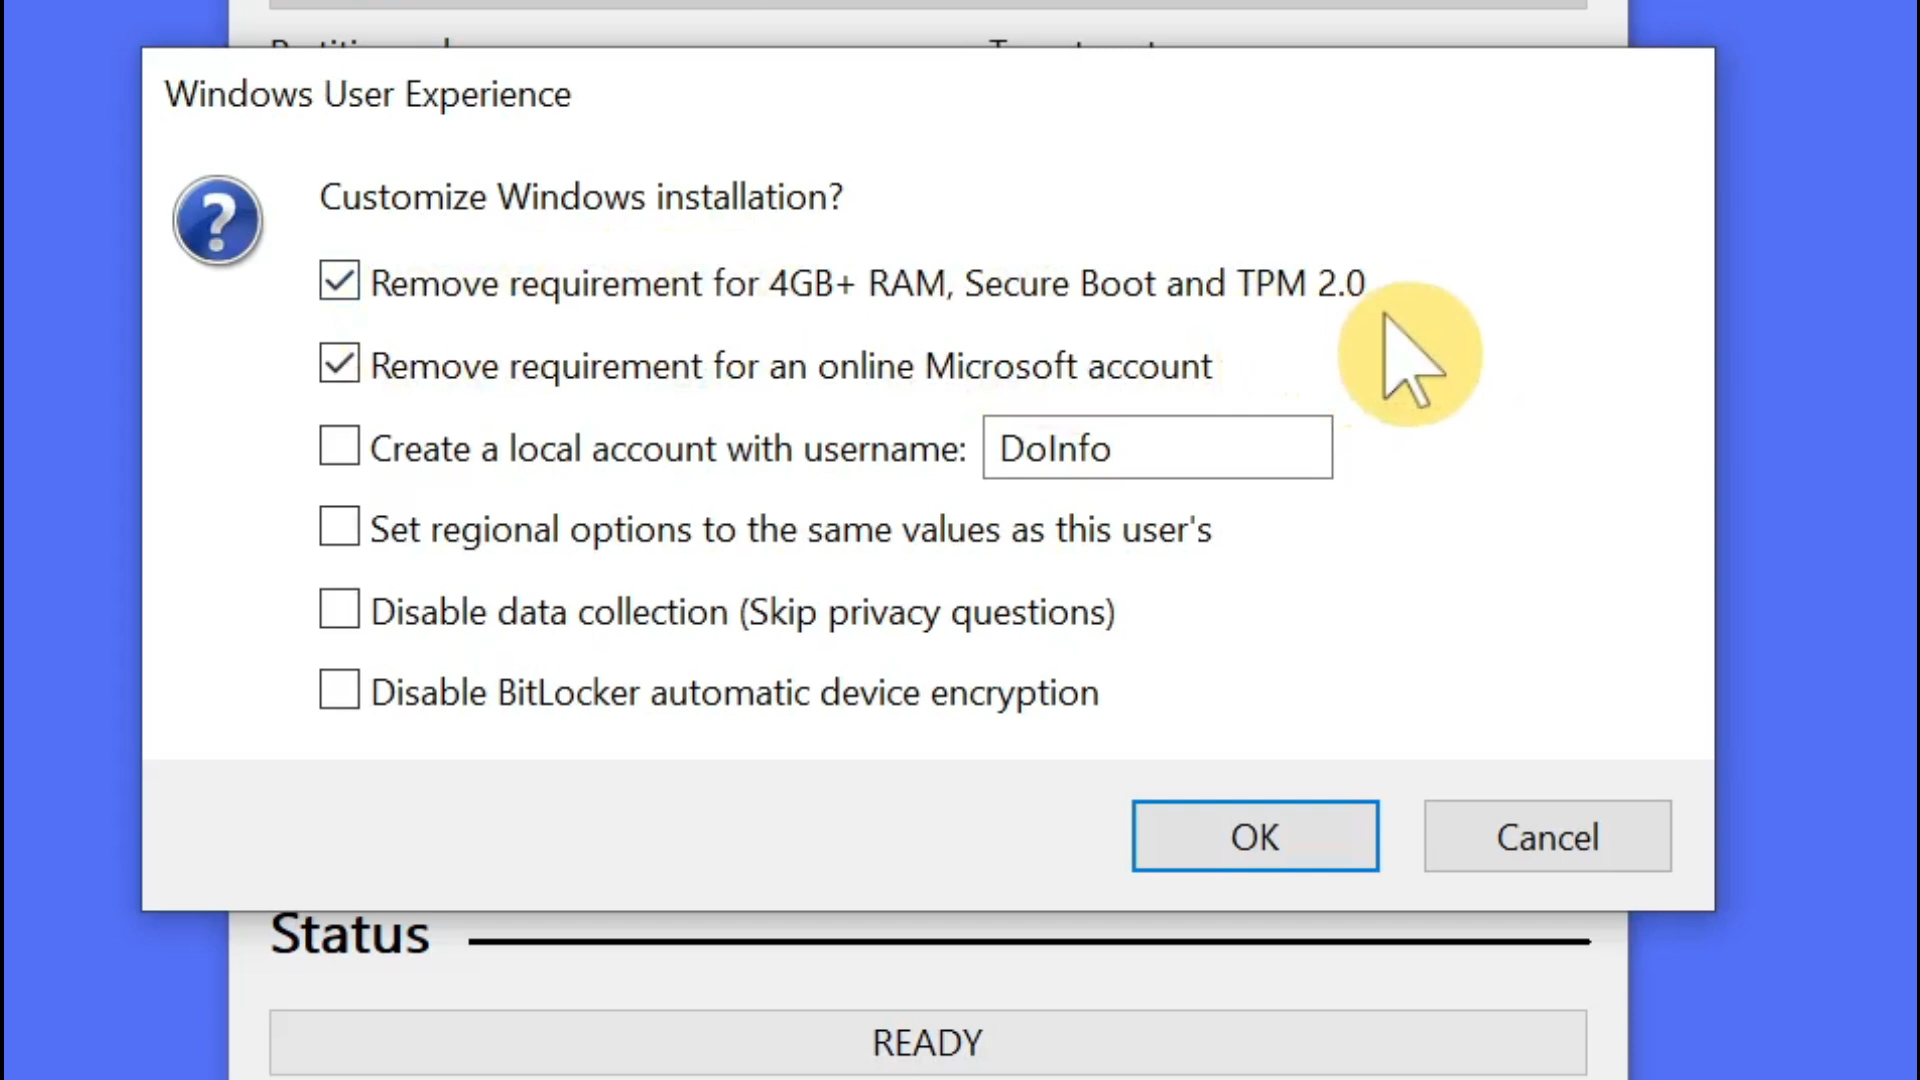 Windows User Experience
Customize Windows installation?
Remove requirement for 4GB+ RAM, Secure Boot and TPM 2.0
Remove requirement for an online Microsoft account
Create a local account with username: DoInfo
Set regional options to the same values as this user's
Disable data collection (Skip privacy questions)
Disable BitLocker automatic device encryption
OK Cancel
Status
READY